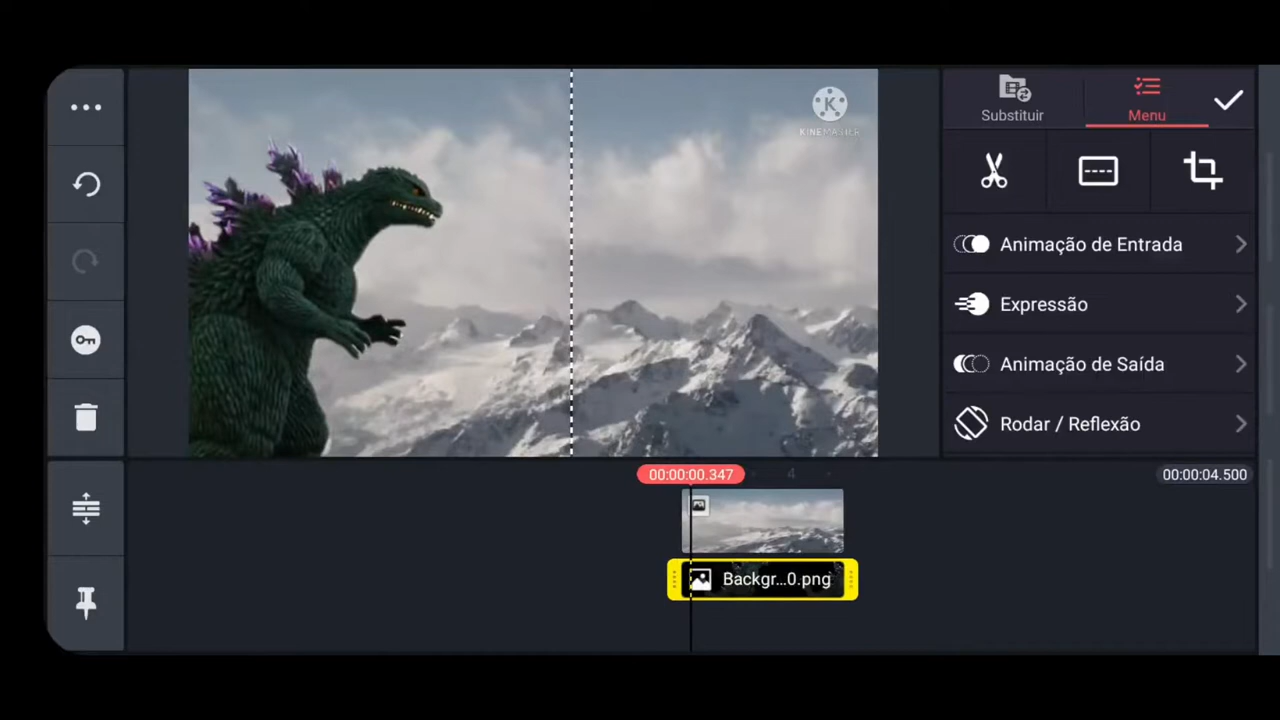 K
KINEMASTER
Substituir
Menu
Animação de Entrada
Expressão
Animação de Saída
Rodar / Reflexão
00:00:00.347
4
00:00:04.500
Backgr...0.png